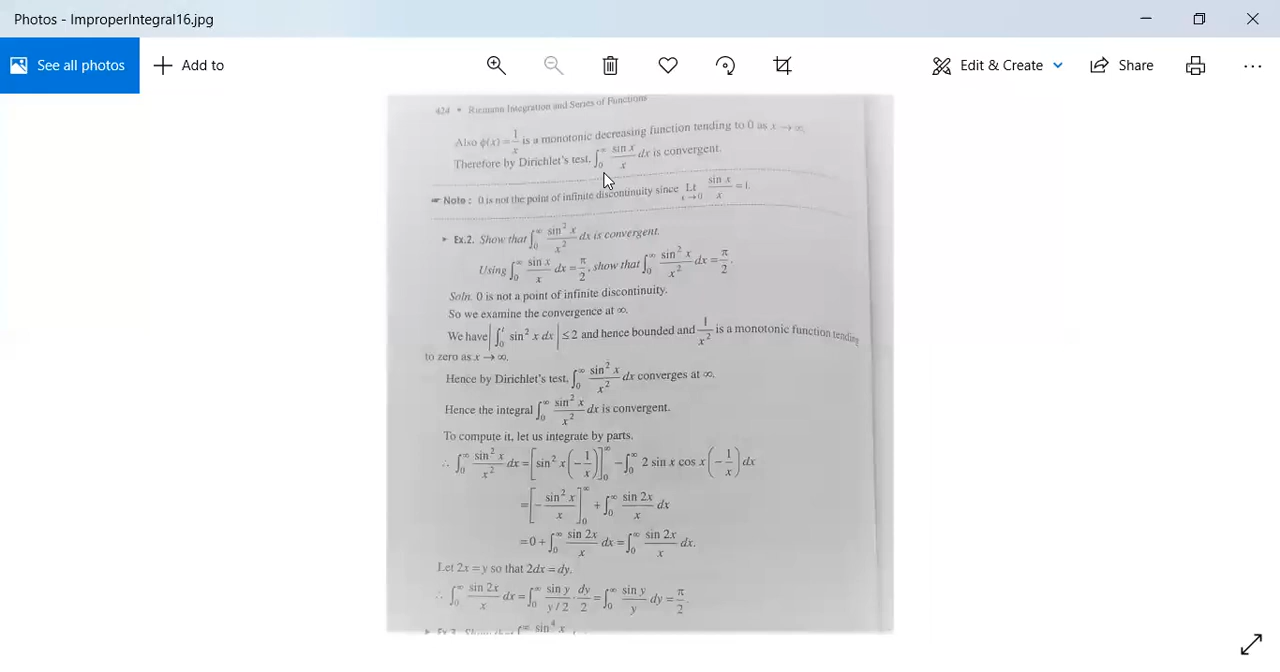 Photos - ImproperIntegral16.jpg
See all photos
Add to
Edit & Create
Share
424 • Riemann Integration and Series of Functions
Also ϕ(x) = 1/x is a monotonic decreasing function tending to 0 as x → ∞.
Therefore by Dirichlet's test, ∫₀^∞ sin x/x dx is convergent.
☛ Note : 0 is not the point of infinite discontinuity since Lt x→0 sin x/x = 1.
► Ex.2. Show that ∫₀^∞ sin² x/x² dx is convergent.
Using ∫₀^∞ sin x/x dx = π/2, show that ∫₀^∞ sin² x/x² dx = π/2.
Soln. 0 is not a point of infinite discontinuity.
So we examine the convergence at ∞.
We have |∫₀^t sin² x dx| ≤ 2 and hence bounded and 1/x² is a monotonic function tending
to zero as x → ∞.
Hence by Dirichlet's test, ∫₀^∞ sin² x/x² dx converges at ∞.
Hence the integral ∫₀^∞ sin² x/x² dx is convergent.
To compute it, let us integrate by parts.
∴ ∫₀^∞ sin² x/x² dx = [sin² x(-1/x)]₀^∞ - ∫₀^∞ 2 sin x cos x(-1/x) dx
= [-sin² x/x]₀^∞ + ∫₀^∞ sin 2x/x dx
= 0 + ∫₀^∞ sin 2x/x dx = ∫₀^∞ sin 2x/x dx.
Let 2x = y so that 2dx = dy.
∴ ∫₀^∞ sin 2x/x dx = ∫₀^∞ sin y/(y/2) · dy/2 = ∫₀^∞ sin y/y dy = π/2.
► Ex.3. Show that ∫^∞ sin⁴ x